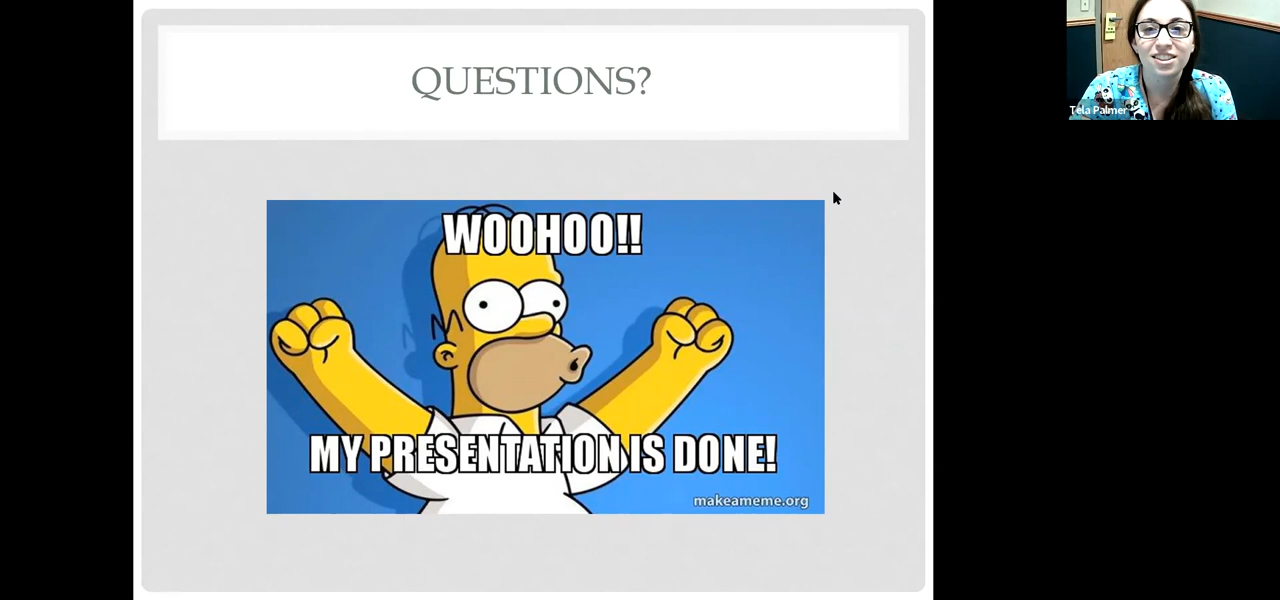 QUESTIONS?
Tela Palmer
WOOHOO!!
MY PRESENTATION IS DONE!
makeameme.org